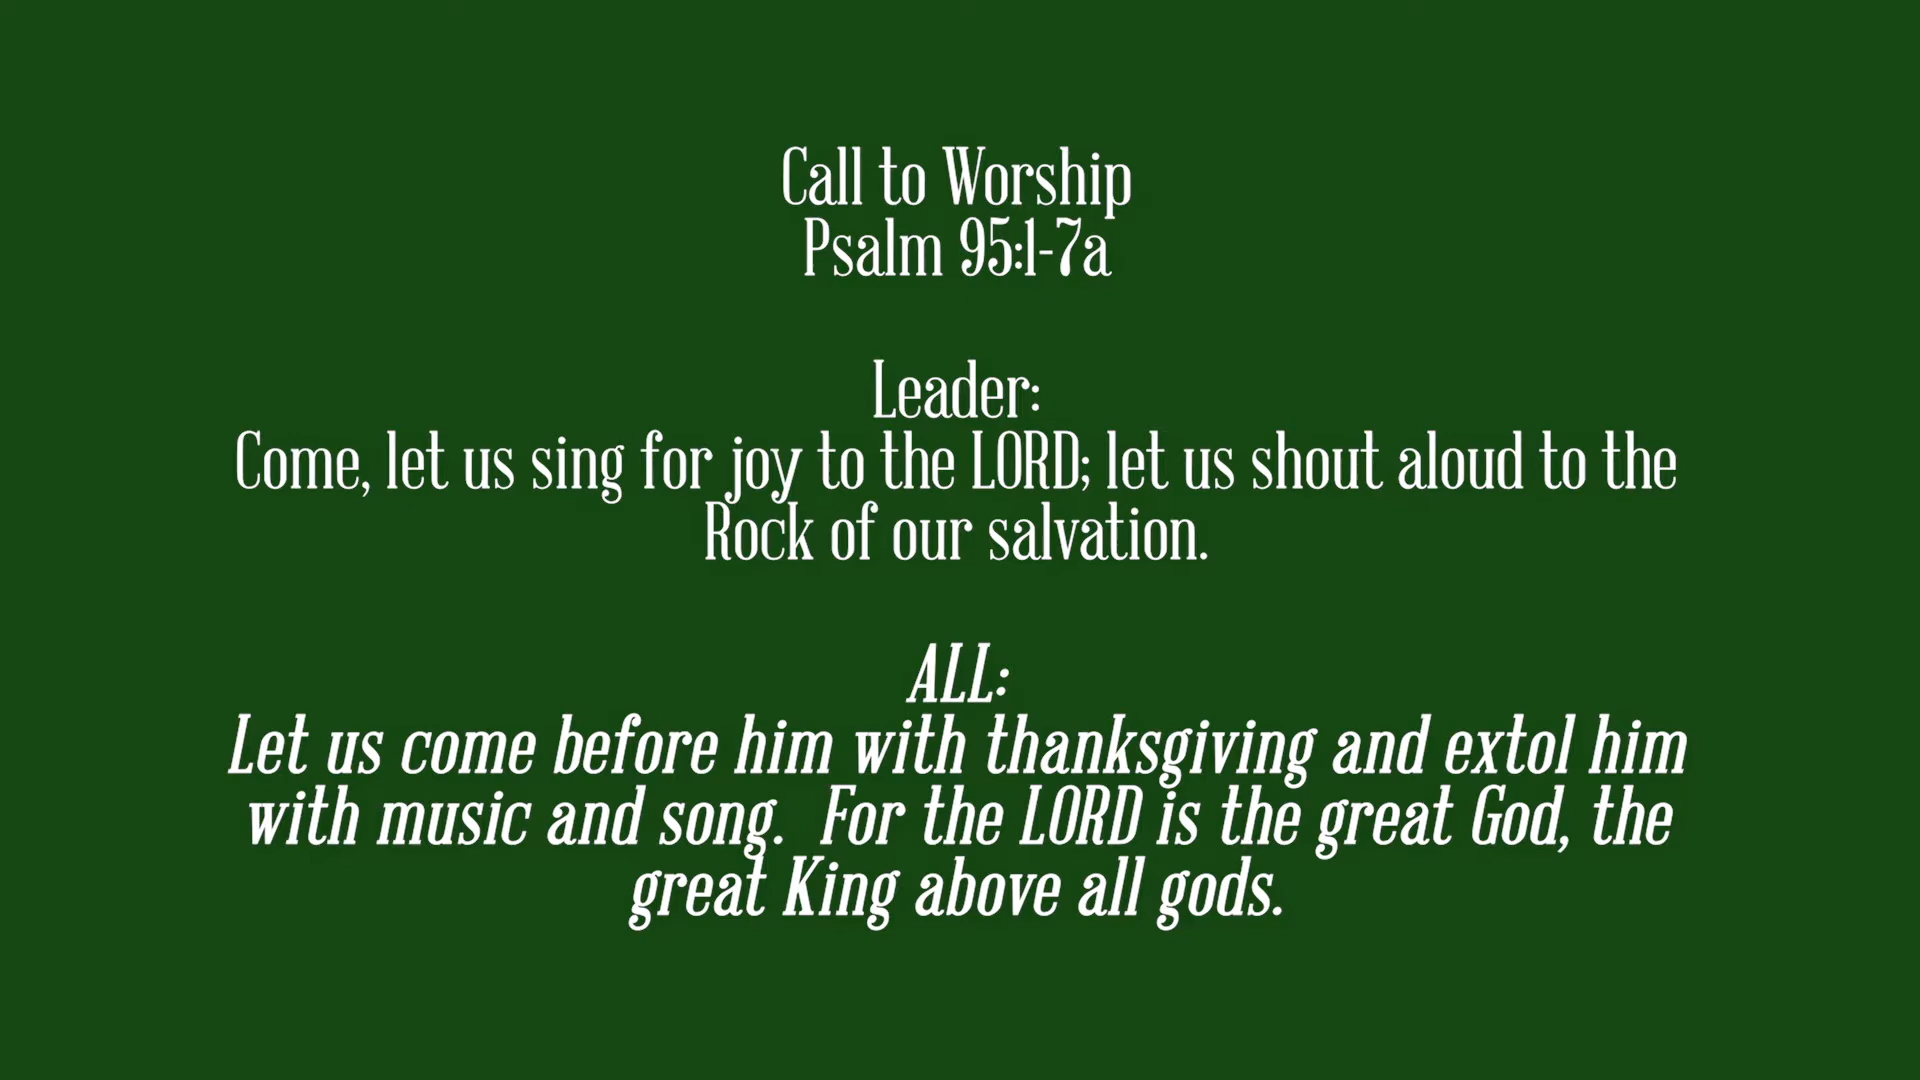 Call to Worship
Psalm 95:1-7a
Leader:
Come, let us sing for joy to the LORD; let us shout aloud to the
Rock of our salvation.
ALL:
Let us come before him with thanksgiving and extol him
with music and song.  For the LORD is the great God, the
great King above all gods.